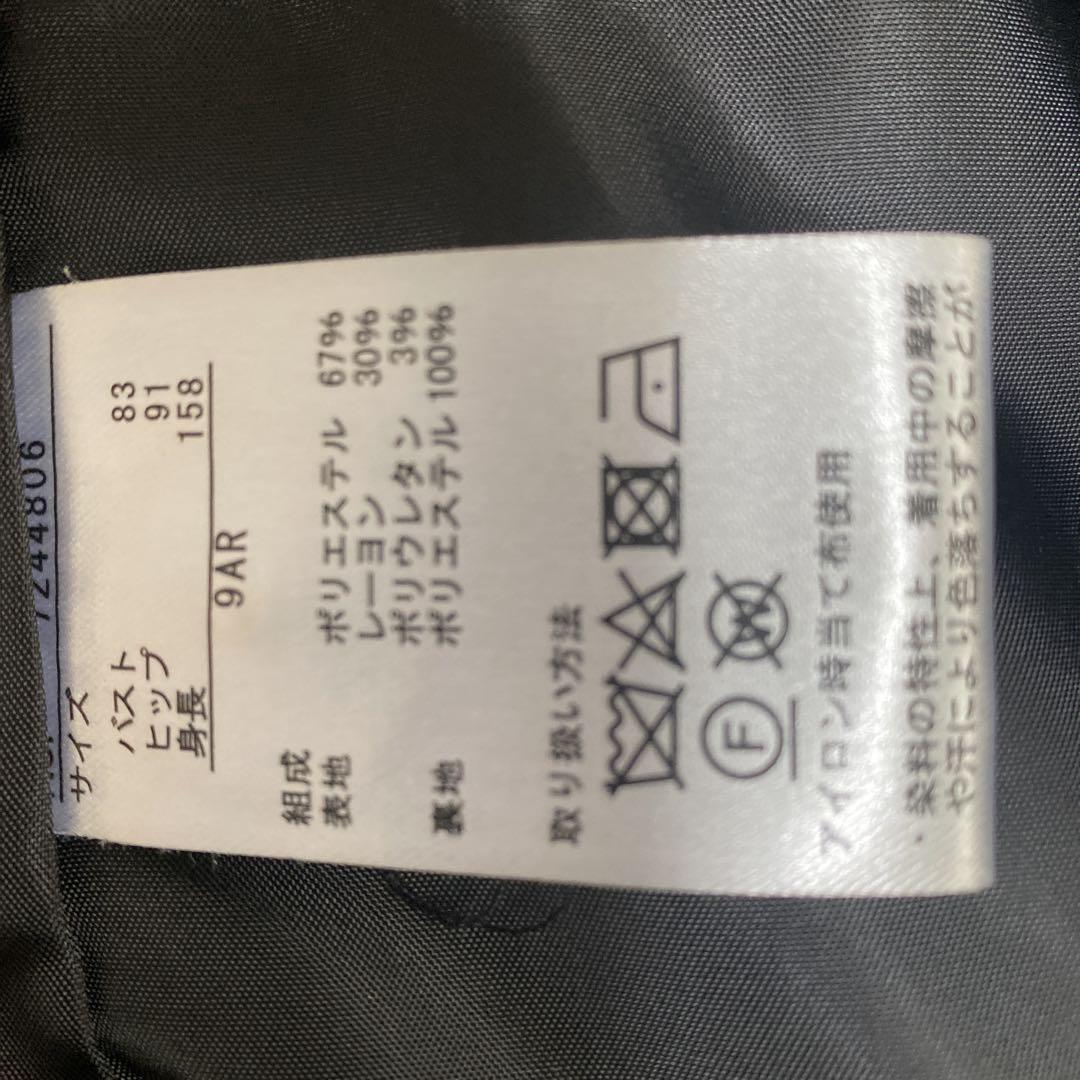 7244806
サイズ
バスト 83
ヒップ 91
身長 158
9AR
組成
表地 ポリエステル 67%
レーヨン 30%
ポリウレタン 3%
裏地 ポリエステル 100%
取り扱い方法
F W
アイロン時当て布使用
・染料の特性上、着用中の摩擦
や汗により色落ちすることが